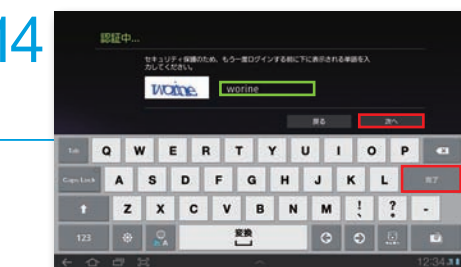 14
認証中...
セキュリティ保護のため、もう一度ログインする前に下に表示される単語を入
力してください。
worine worine
戻る 次へ
Tab Q W E R T Y U I O P
Caps Lock A S D F G H J K L 完了
Z X C V B N M ! 、 ? . -
123 あ A 変換
12:34